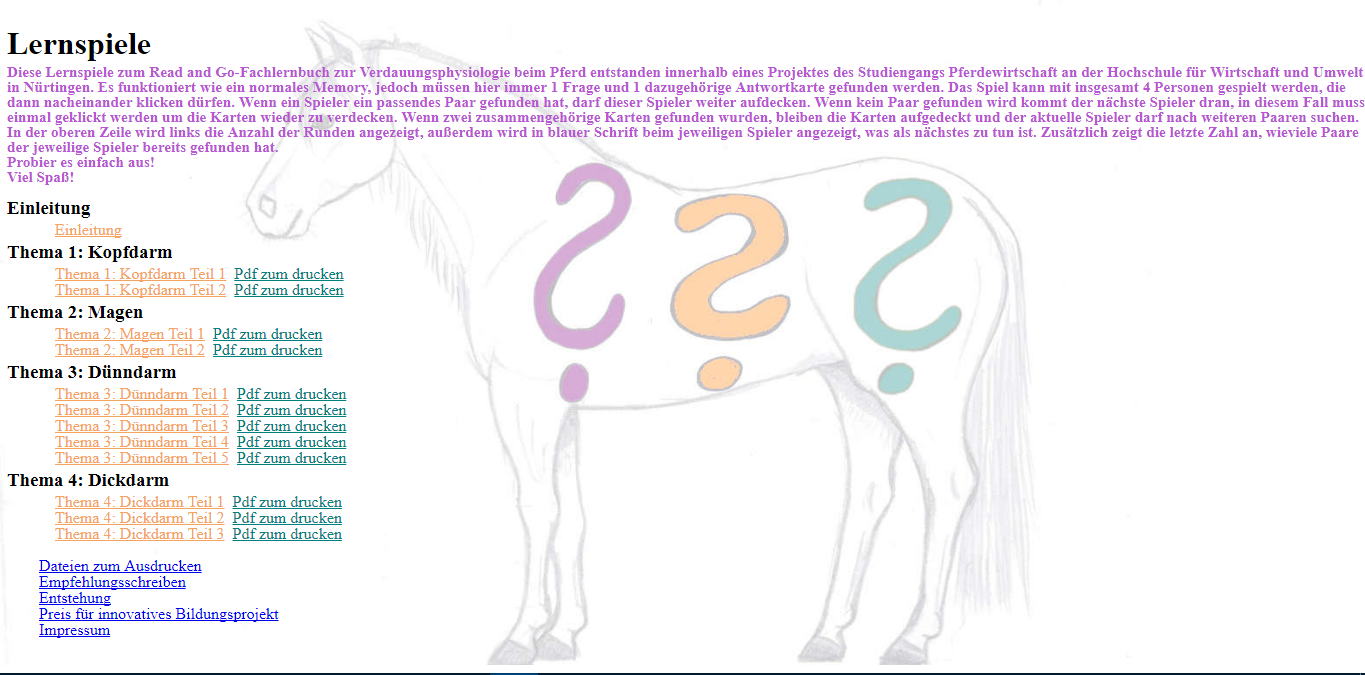 Lernspiele
Diese Lernspiele zum Read and Go-Fachlernbuch zur Verdauungsphysiologie beim Pferd entstanden innerhalb eines Projektes des Studiengangs Pferdewirtschaft an der Hochschule für Wirtschaft und Umwelt
in Nürtingen. Es funktioniert wie ein normales Memory, jedoch müssen hier immer 1 Frage und 1 dazugehörige Antwortkarte gefunden werden. Das Spiel kann mit insgesamt 4 Personen gespielt werden, die
dann nacheinander klicken dürfen. Wenn ein Spieler ein passendes Paar gefunden hat, darf dieser Spieler weiter aufdecken. Wenn kein Paar gefunden wird kommt der nächste Spieler dran, in diesem Fall muss
einmal geklickt werden um die Karten wieder zu verdecken. Wenn zwei zusammengehörige Karten gefunden wurden, bleiben die Karten aufgedeckt und der aktuelle Spieler darf nach weiteren Paaren suchen.
In der oberen Zeile wird links die Anzahl der Runden angezeigt, außerdem wird in blauer Schrift beim jeweiligen Spieler angezeigt, was als nächstes zu tun ist. Zusätzlich zeigt die letzte Zahl an, wieviele Paare
der jeweilige Spieler bereits gefunden hat.
Probier es einfach aus!
Viel Spaß!
Einleitung
Einleitung
Thema 1: Kopfdarm
Thema 1: Kopfdarm Teil 1 Pdf zum drucken
Thema 1: Kopfdarm Teil 2 Pdf zum drucken
Thema 2: Magen
Thema 2: Magen Teil 1 Pdf zum drucken
Thema 2: Magen Teil 2 Pdf zum drucken
Thema 3: Dünndarm
Thema 3: Dünndarm Teil 1 Pdf zum drucken
Thema 3: Dünndarm Teil 2 Pdf zum drucken
Thema 3: Dünndarm Teil 3 Pdf zum drucken
Thema 3: Dünndarm Teil 4 Pdf zum drucken
Thema 3: Dünndarm Teil 5 Pdf zum drucken
Thema 4: Dickdarm
Thema 4: Dickdarm Teil 1 Pdf zum drucken
Thema 4: Dickdarm Teil 2 Pdf zum drucken
Thema 4: Dickdarm Teil 3 Pdf zum drucken
Dateien zum Ausdrucken
Empfehlungsschreiben
Entstehung
Preis für innovatives Bildungsprojekt
Impressum